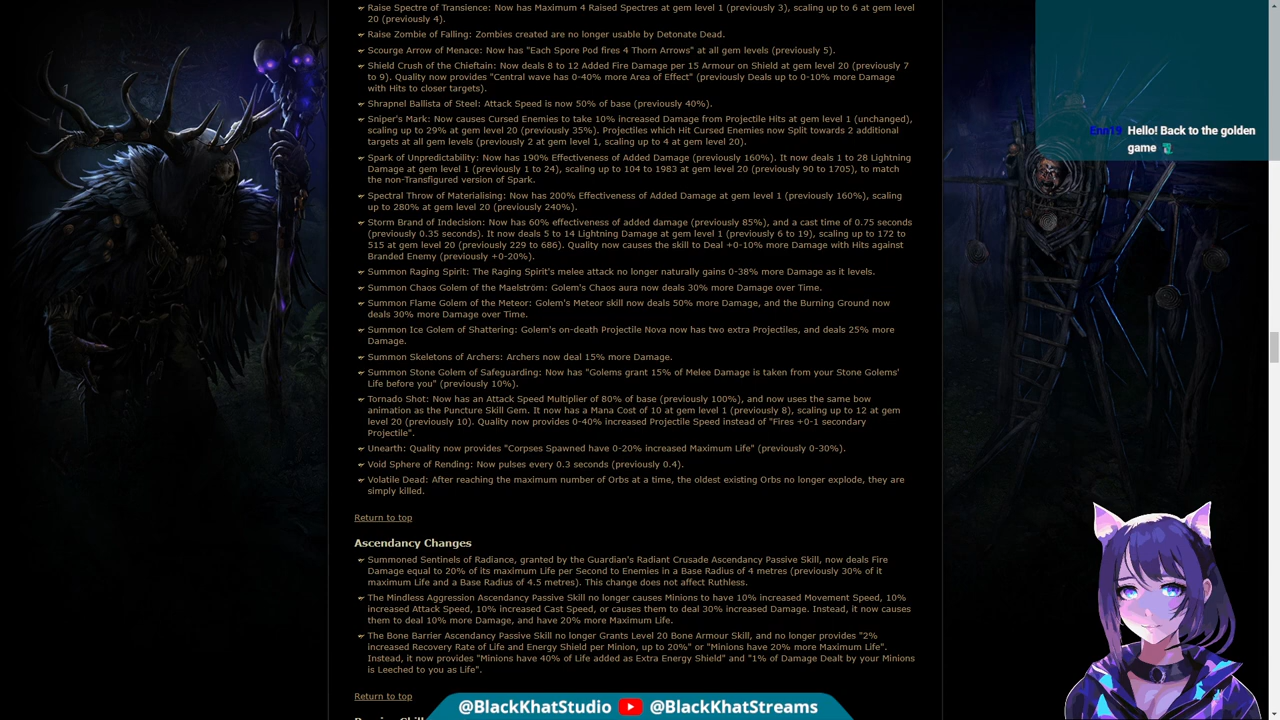 Raise Spectre of Transience: Now has Maximum 4 Raised Spectres at gem level 1 (previously 3), scaling up to 6 at gem level
20 (previously 4).
Raise Zombie of Falling: Zombies created are no longer usable by Detonate Dead.
Scourge Arrow of Menace: Now has "Each Spore Pod fires 4 Thorn Arrows" at all gem levels (previously 5).
Shield Crush of the Chieftain: Now deals 8 to 12 Added Fire Damage per 15 Armour on Shield at gem level 20 (previously 7
to 9). Quality now provides "Central wave has 0-40% more Area of Effect" (previously Deals up to 0-10% more Damage
with Hits to closer targets).
Shrapnel Ballista of Steel: Attack Speed is now 50% of base (previously 40%).
Sniper's Mark: Now causes Cursed Enemies to take 10% increased Damage from Projectile Hits at gem level 1 (unchanged),
scaling up to 29% at gem level 20 (previously 35%). Projectiles which Hit Cursed Enemies now Split towards 2 additional
targets at all gem levels (previously 2 at gem level 1, scaling up to 4 at gem level 20).
Spark of Unpredictability: Now has 190% Effectiveness of Added Damage (previously 160%). It now deals 1 to 28 Lightning
Damage at gem level 1 (previously 1 to 24), scaling up to 104 to 1983 at gem level 20 (previously 90 to 1705), to match
the non-Transfigured version of Spark.
Spectral Throw of Materialising: Now has 200% Effectiveness of Added Damage at gem level 1 (previously 160%), scaling
up to 280% at gem level 20 (previously 240%).
Storm Brand of Indecision: Now has 60% effectiveness of added damage (previously 85%), and a cast time of 0.75 seconds
(previously 0.35 seconds). It now deals 5 to 14 Lightning Damage at gem level 1 (previously 6 to 19), scaling up to 172 to
515 at gem level 20 (previously 229 to 686). Quality now causes the skill to Deal +0-10% more Damage with Hits against
Branded Enemy (previously +0-20%).
Summon Raging Spirit: The Raging Spirit's melee attack no longer naturally gains 0-38% more Damage as it levels.
Summon Chaos Golem of the Maelström: Golem's Chaos aura now deals 30% more Damage over Time.
Summon Flame Golem of the Meteor: Golem's Meteor skill now deals 50% more Damage, and the Burning Ground now
deals 30% more Damage over Time.
Summon Ice Golem of Shattering: Golem's on-death Projectile Nova now has two extra Projectiles, and deals 25% more
Damage.
Summon Skeletons of Archers: Archers now deal 15% more Damage.
Summon Stone Golem of Safeguarding: Now has "Golems grant 15% of Melee Damage is taken from your Stone Golems'
Life before you" (previously 10%).
Tornado Shot: Now has an Attack Speed Multiplier of 80% of base (previously 100%), and now uses the same bow
animation as the Puncture Skill Gem. It now has a Mana Cost of 10 at gem level 1 (previously 8), scaling up to 12 at gem
level 20 (previously 10). Quality now provides 0-40% increased Projectile Speed instead of "Fires +0-1 secondary
Projectile".
Unearth: Quality now provides "Corpses Spawned have 0-20% increased Maximum Life" (previously 0-30%).
Void Sphere of Rending: Now pulses every 0.3 seconds (previously 0.4).
Volatile Dead: After reaching the maximum number of Orbs at a time, the oldest existing Orbs no longer explode, they are
simply killed.
Return to top
Ascendancy Changes
Summoned Sentinels of Radiance, granted by the Guardian's Radiant Crusade Ascendancy Passive Skill, now deals Fire
Damage equal to 20% of its maximum Life per Second to Enemies in a Base Radius of 4 metres (previously 30% of it
maximum Life and a Base Radius of 4.5 metres). This change does not affect Ruthless.
The Mindless Aggression Ascendancy Passive Skill no longer causes Minions to have 10% increased Movement Speed, 10%
increased Attack Speed, 10% increased Cast Speed, or causes them to deal 30% increased Damage. Instead, it now causes
them to deal 10% more Damage, and have 20% more Maximum Life.
The Bone Barrier Ascendancy Passive Skill no longer Grants Level 20 Bone Armour Skill, and no longer provides "2%
increased Recovery Rate of Life and Energy Shield per Minion, up to 20%" or "Minions have 20% more Maximum Life".
Instead, it now provides "Minions have 40% of Life added as Extra Energy Shield" and "1% of Damage Dealt by your Minions
is Leeched to you as Life".
Return to top
Enn19 Hello! Back to the golden
game
@BlackKhatStudio @BlackKhatStreams